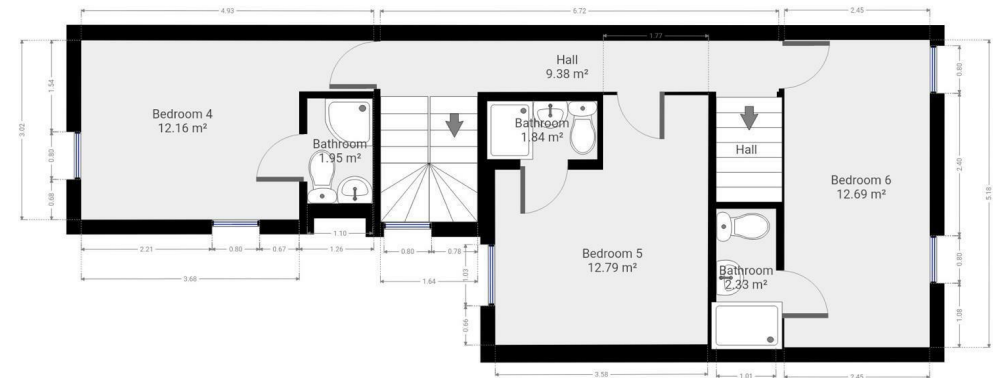 4.93
6.72
2.45
1.77
Hall
9.38 m²
1.54
3.02
0.80
0.68
Bedroom 4
12.16 m²
Bathroom
1.95 m²
Bathroom
1.84 m²
Hall
Bedroom 6
12.69 m²
0.80
2.40
5.18
0.80
1.08
Bedroom 5
12.79 m²
Bathroom
2.33 m²
1.10
2.21
0.80
0.67
1.26
3.68
0.80
0.78
1.64
1.03
0.66
3.58
1.01
2.45